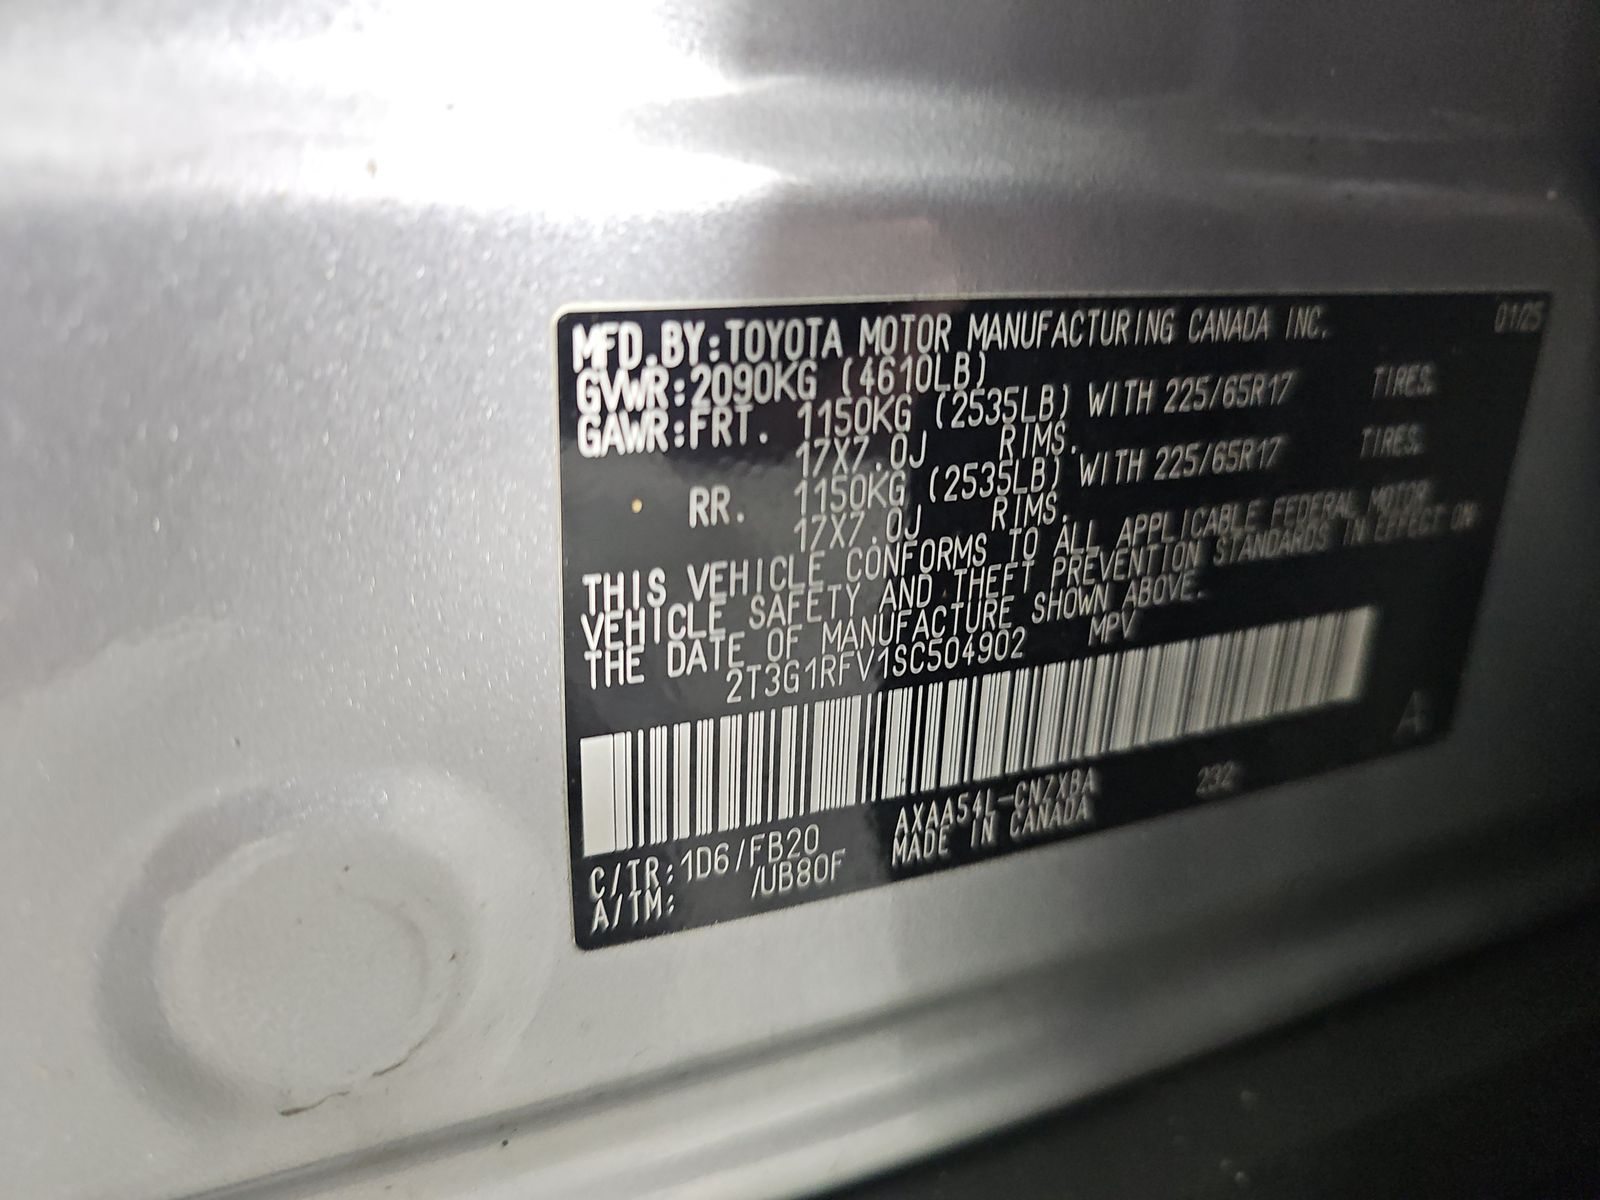 01/25
MFD.BY:TOYOTA MOTOR MANUFACTURING CANADA INC.
GVWR:2090KG (4610LB)
GAWR:FRT. 1150KG (2535LB) WITH 225/65R17 TIRES.
17X7.0J RIMS.
RR. 1150KG (2535LB) WITH 225/65R17 TIRES.
17X7.0J RIMS.
THIS VEHICLE CONFORMS TO ALL APPLICABLE FEDERAL MOTOR
VEHICLE SAFETY AND THEFT PREVENTION STANDARDS IN EFFECT ON
THE DATE OF MANUFACTURE SHOWN ABOVE.
2T3G1RFV1SC504902 MPV
A
C/TR:1D6/FB20 AXAA54L-CNZXBA 232
A/TM: /UB80F MADE IN CANADA